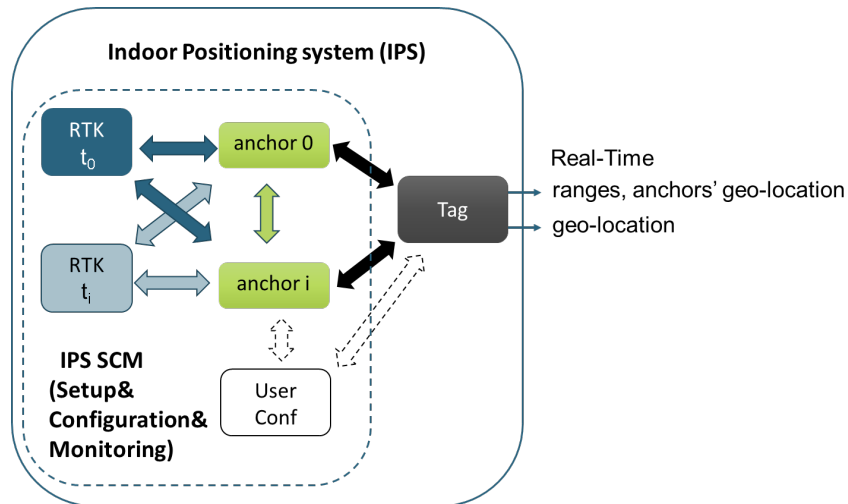 Indoor Positioning system (IPS)
RTK
t0
anchor 0
Real-Time
ranges, anchors’ geo-location
geo-location
Tag
RTK
ti
anchor i
IPS SCM
(Setup&
Configuration&
Monitoring)
User
Conf